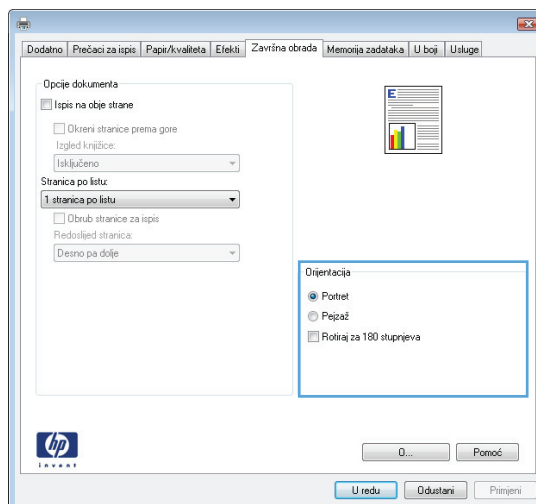 Dodatno Prečaci za ispis Papir/kvaliteta Efekti Završna obrada Memorija zadataka U boji Usluge
Opcije dokumenta
Ispis na obje strane
Okreni stranice prema gore
Izgled knjižice:
Isključeno
Stranica po listu:
1 stranica po listu
Obrub stranice za ispis
Redoslijed stranica:
Desno pa dolje
E
Orijentacija
Portret
Pejzaž
Rotiraj za 180 stupnjeva
hp
invent
O... Pomoć
U redu Odustani Primijeni